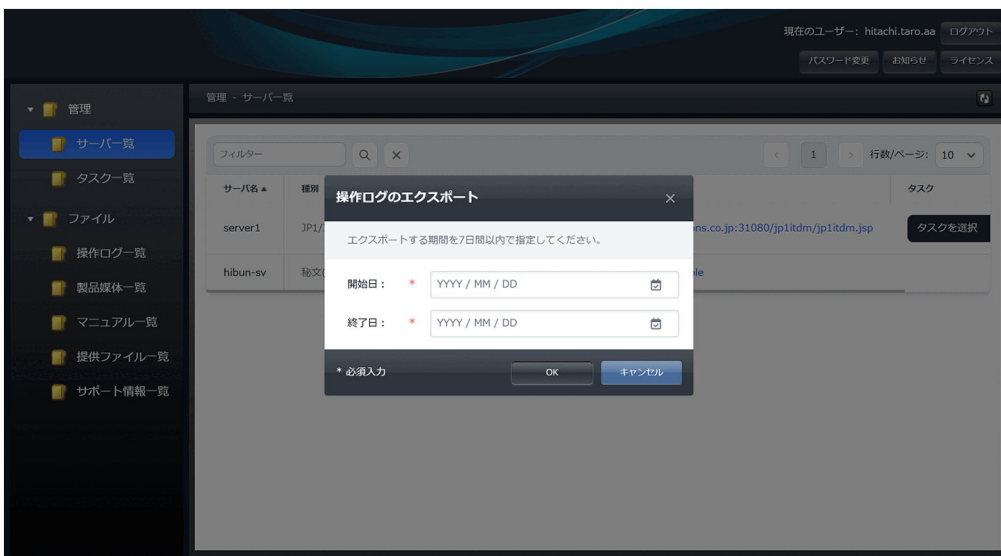 現在のユーザー: hitachi.taro.aa ログアウト
パスワード変更 お知らせ ライセンス
管理
サーバ一覧
タスク一覧
ファイル
操作ログ一覧
製品媒体一覧
マニュアル一覧
提供ファイル一覧
サポート情報一覧
管理 - サーバー覧
フィルター
1
行数/ページ: 10
サーバ名▲ 種別 タスク
server1 JP1/ ns.co.jp:31080/jp1itdm/jp1itdm.jsp タスクを選択
hibun-sv 秘文 le
操作ログのエクスポート
エクスポートする期間を7日間以内で指定してください。
開始日: * YYYY / MM / DD
終了日: * YYYY / MM / DD
* 必須入力 OK キャンセル